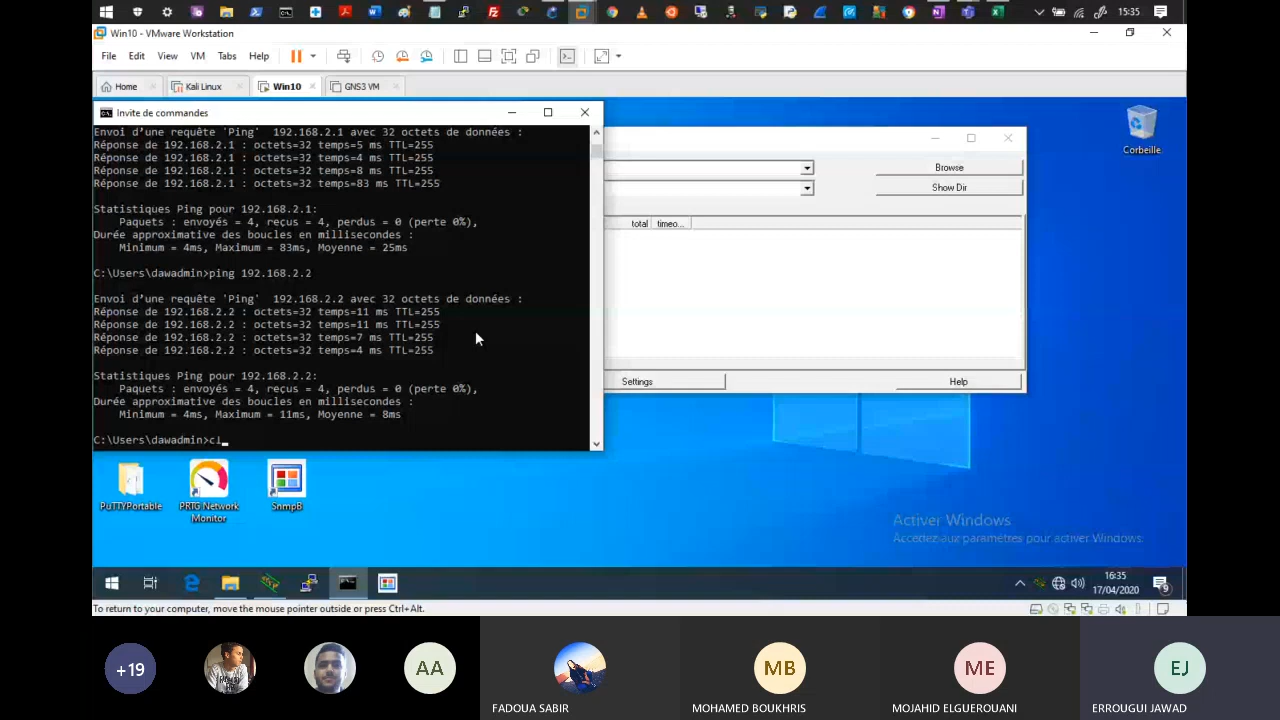 15:35
Win10 - VMware Workstation
File Edit View VM Tabs Help
Home Kali Linux Win10 GNS3 VM
Invite de commandes
Envoi d'une requête 'Ping' 192.168.2.1 avec 32 octets de données :
Réponse de 192.168.2.1 : octets=32 temps=5 ms TTL=255
Réponse de 192.168.2.1 : octets=32 temps=4 ms TTL=255
Réponse de 192.168.2.1 : octets=32 temps=8 ms TTL=255
Réponse de 192.168.2.1 : octets=32 temps=83 ms TTL=255
Statistiques Ping pour 192.168.2.1:
Paquets : envoyés = 4, reçus = 4, perdus = 0 (perte 0%),
Durée approximative des boucles en millisecondes :
Minimum = 4ms, Maximum = 83ms, Moyenne = 25ms
C:\Users\dawadmin>ping 192.168.2.2
Envoi d'une requête 'Ping' 192.168.2.2 avec 32 octets de données :
Réponse de 192.168.2.2 : octets=32 temps=11 ms TTL=255
Réponse de 192.168.2.2 : octets=32 temps=11 ms TTL=255
Réponse de 192.168.2.2 : octets=32 temps=7 ms TTL=255
Réponse de 192.168.2.2 : octets=32 temps=4 ms TTL=255
Statistiques Ping pour 192.168.2.2:
Paquets : envoyés = 4, reçus = 4, perdus = 0 (perte 0%),
Durée approximative des boucles en millisecondes :
Minimum = 4ms, Maximum = 11ms, Moyenne = 8ms
C:\Users\dawadmin>cl_
Browse
Show Dir
total timeo...
Settings Help
Corbeille
PuTTYPortable
PRTG Network
Monitor
SnmpB
Activer Windows
Accédez aux paramètres pour activer Windows.
16:35
17/04/2020
9
To return to your computer, move the mouse pointer outside or press Ctrl+Alt.
+19
AA
MB
ME
EJ
FADOUA SABIR
MOHAMED BOUKHRIS
MOJAHID ELGUEROUANI
ERROUGUI JAWAD